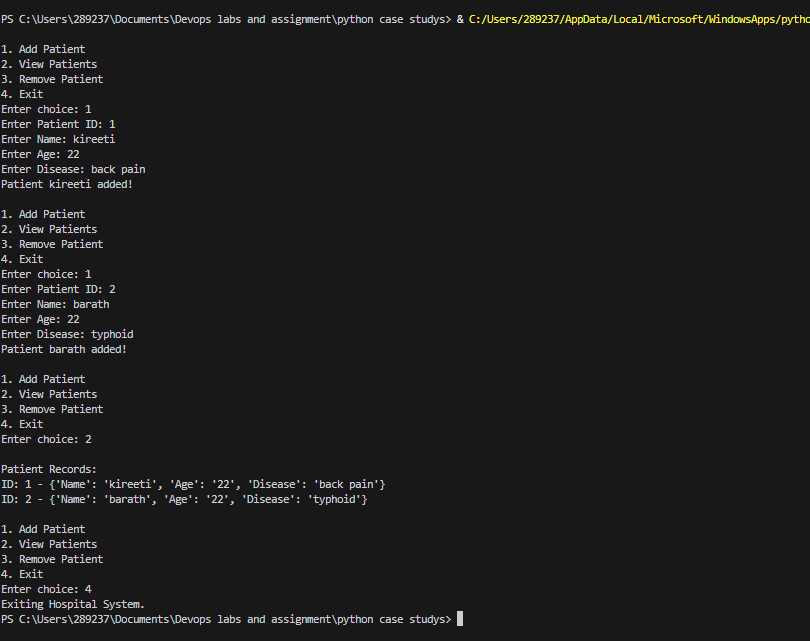 PS C:\Users\289237\Documents\Devops labs and assignment\python case studys> & C:/Users/289237/AppData/Local/Microsoft/WindowsApps/pytho
1. Add Patient
2. View Patients
3. Remove Patient
4. Exit
Enter choice: 1
Enter Patient ID: 1
Enter Name: kireeti
Enter Age: 22
Enter Disease: back pain
Patient kireeti added!
1. Add Patient
2. View Patients
3. Remove Patient
4. Exit
Enter choice: 1
Enter Patient ID: 2
Enter Name: barath
Enter Age: 22
Enter Disease: typhoid
Patient barath added!
1. Add Patient
2. View Patients
3. Remove Patient
4. Exit
Enter choice: 2
Patient Records:
ID: 1 - {'Name': 'kireeti', 'Age': '22', 'Disease': 'back pain'}
ID: 2 - {'Name': 'barath', 'Age': '22', 'Disease': 'typhoid'}
1. Add Patient
2. View Patients
3. Remove Patient
4. Exit
Enter choice: 4
Exiting Hospital System.
PS C:\Users\289237\Documents\Devops labs and assignment\python case studys>